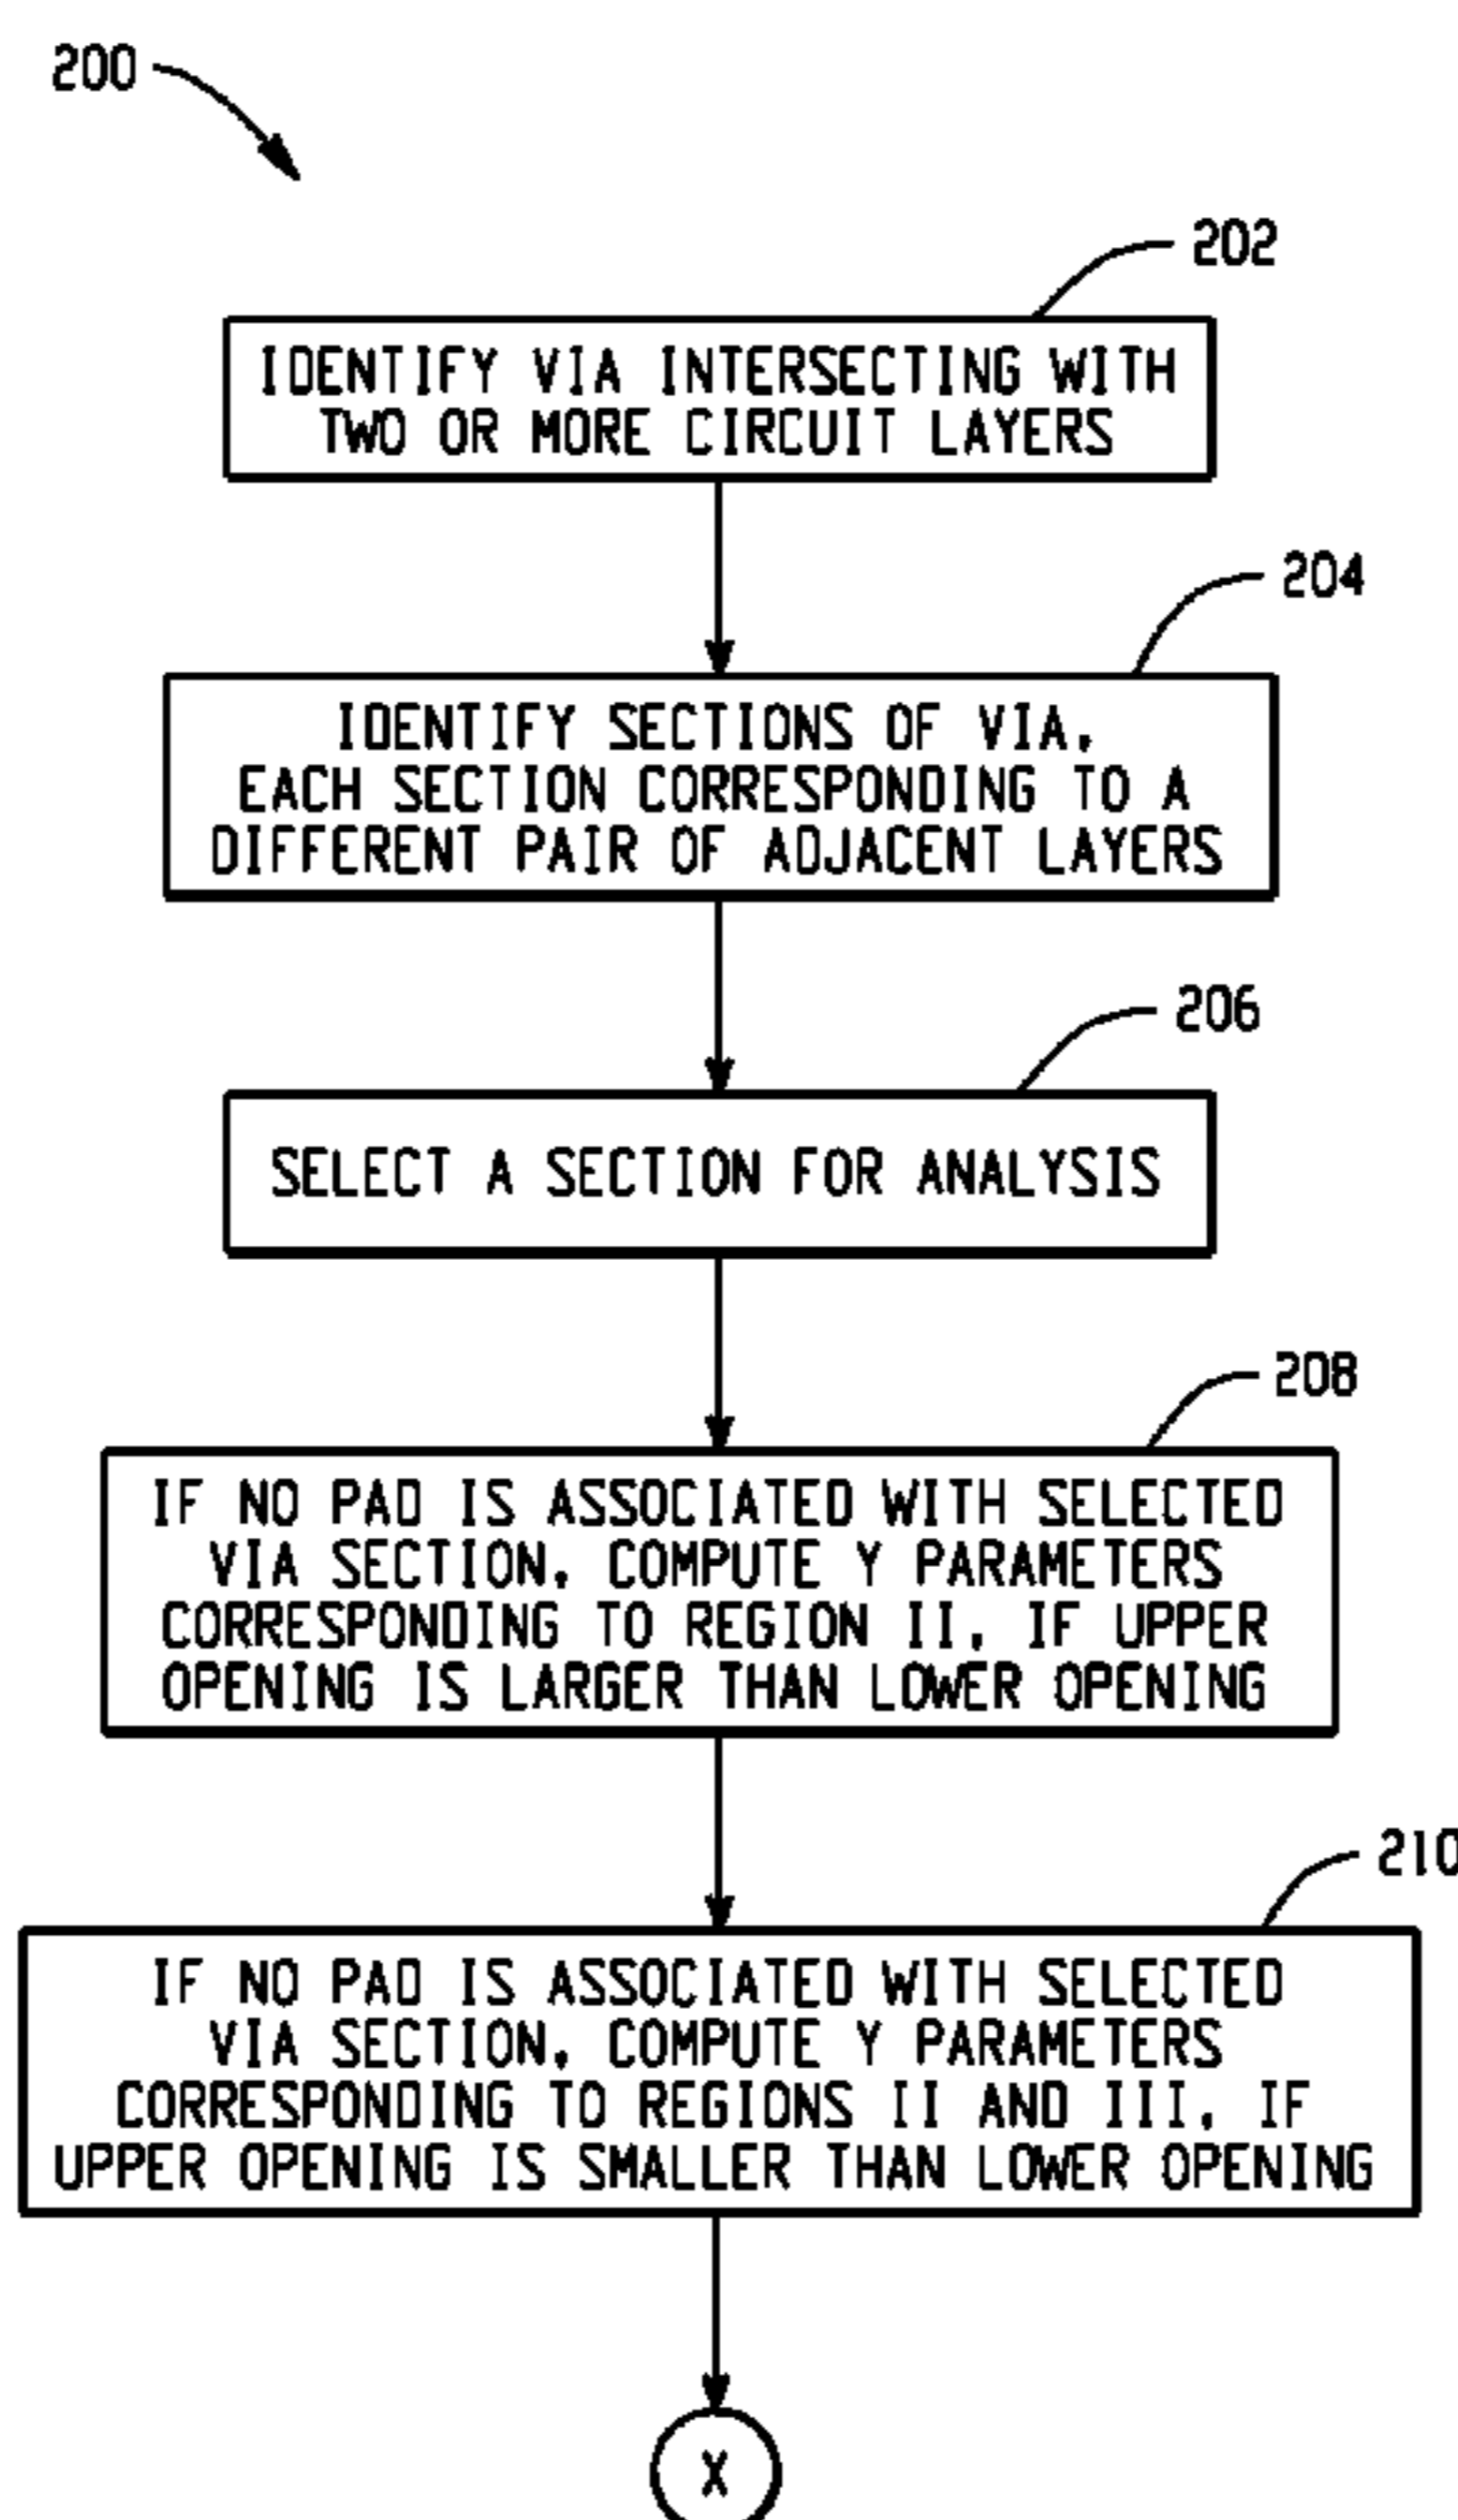 200
202
IDENTIFY VIA INTERSECTING WITH
TWO OR MORE CIRCUIT LAYERS
204
IDENTIFY SECTIONS OF VIA,
EACH SECTION CORRESPONDING TO A
DIFFERENT PAIR OF ADJACENT LAYERS
206
SELECT A SECTION FOR ANALYSIS
208
IF NO PAD IS ASSOCIATED WITH SELECTED
VIA SECTION, COMPUTE Y PARAMETERS
CORRESPONDING TO REGION II, IF UPPER
OPENING IS LARGER THAN LOWER OPENING
210
IF NO PAD IS ASSOCIATED WITH SELECTED
VIA SECTION, COMPUTE Y PARAMETERS
CORRESPONDING TO REGIONS II AND III, IF
UPPER OPENING IS SMALLER THAN LOWER OPENING
X